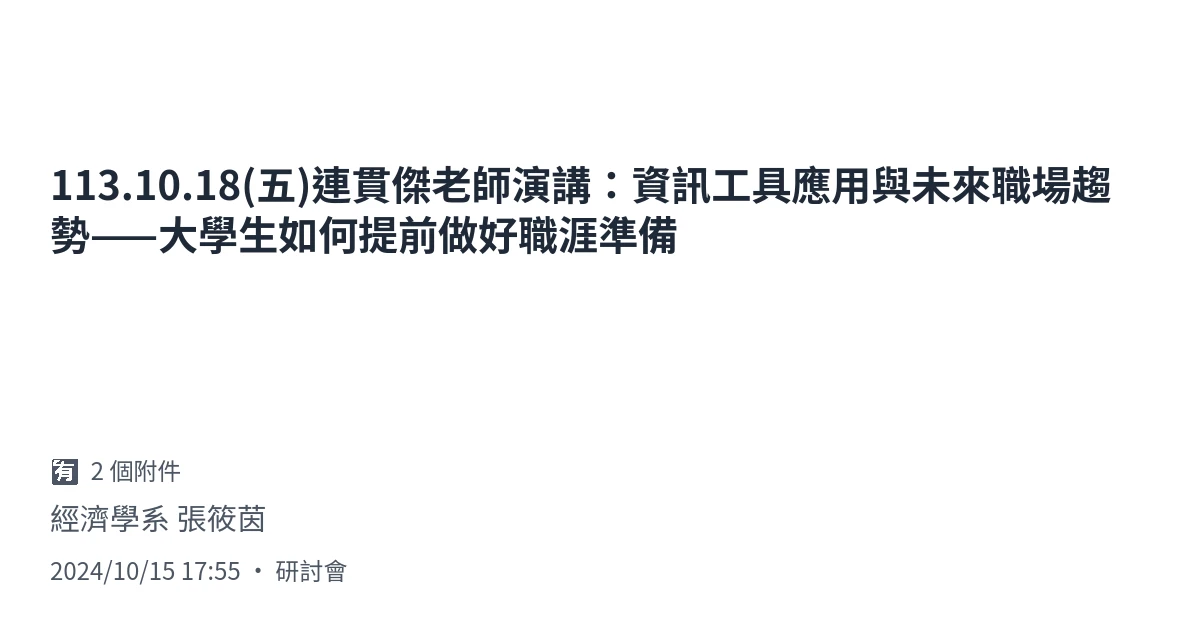 113.10.18(五)連貫傑老師演講：資訊工具應用與未來職場趨
勢——大學生如何提前做好職涯準備
🈶 2 個附件
經濟學系 張筱茵
2024/10/15 17:55 • 研討會